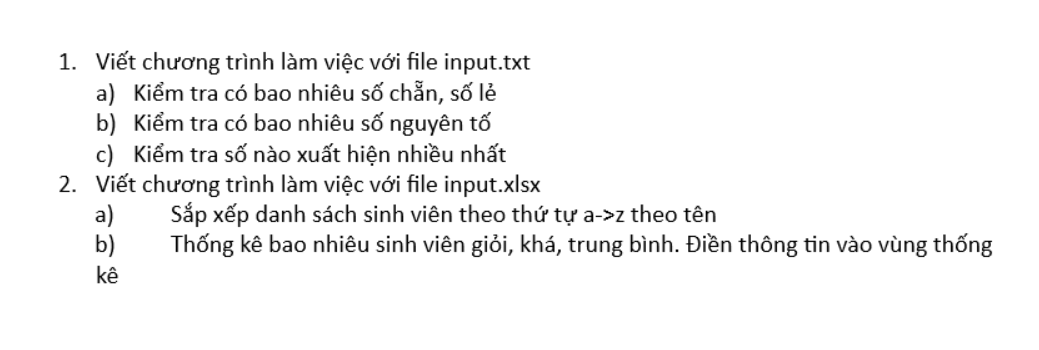 1. Viết chương trình làm việc với file input.txt
a) Kiểm tra có bao nhiêu số chẵn, số lẻ
b) Kiểm tra có bao nhiêu số nguyên tố
c) Kiểm tra số nào xuất hiện nhiều nhất
2. Viết chương trình làm việc với file input.xlsx
a) Sắp xếp danh sách sinh viên theo thứ tự a->z theo tên
b) Thống kê bao nhiêu sinh viên giỏi, khá, trung bình. Điền thông tin vào vùng thống
kê